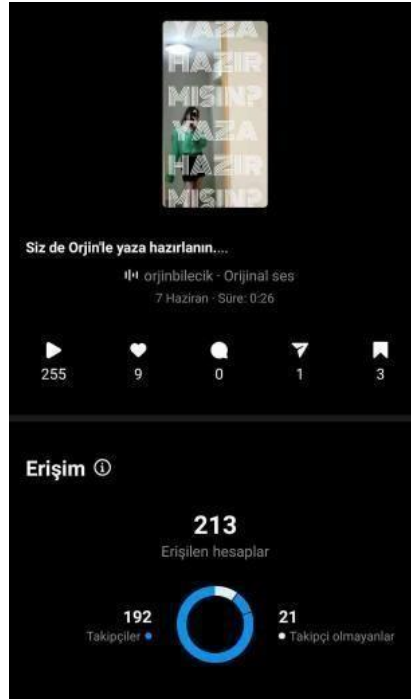 YAZA
HAZIR
MISIN?
YAZA
HAZIR
MISIN?
Siz de Orjin'le yaza hazırlanın....
orjinbilecik · Orijinal ses
7 Haziran · Süre: 0:26
255 9 0 1 3
Erişim
213
Erişilen hesaplar
192 21
Takipçiler Takipçi olmayanlar